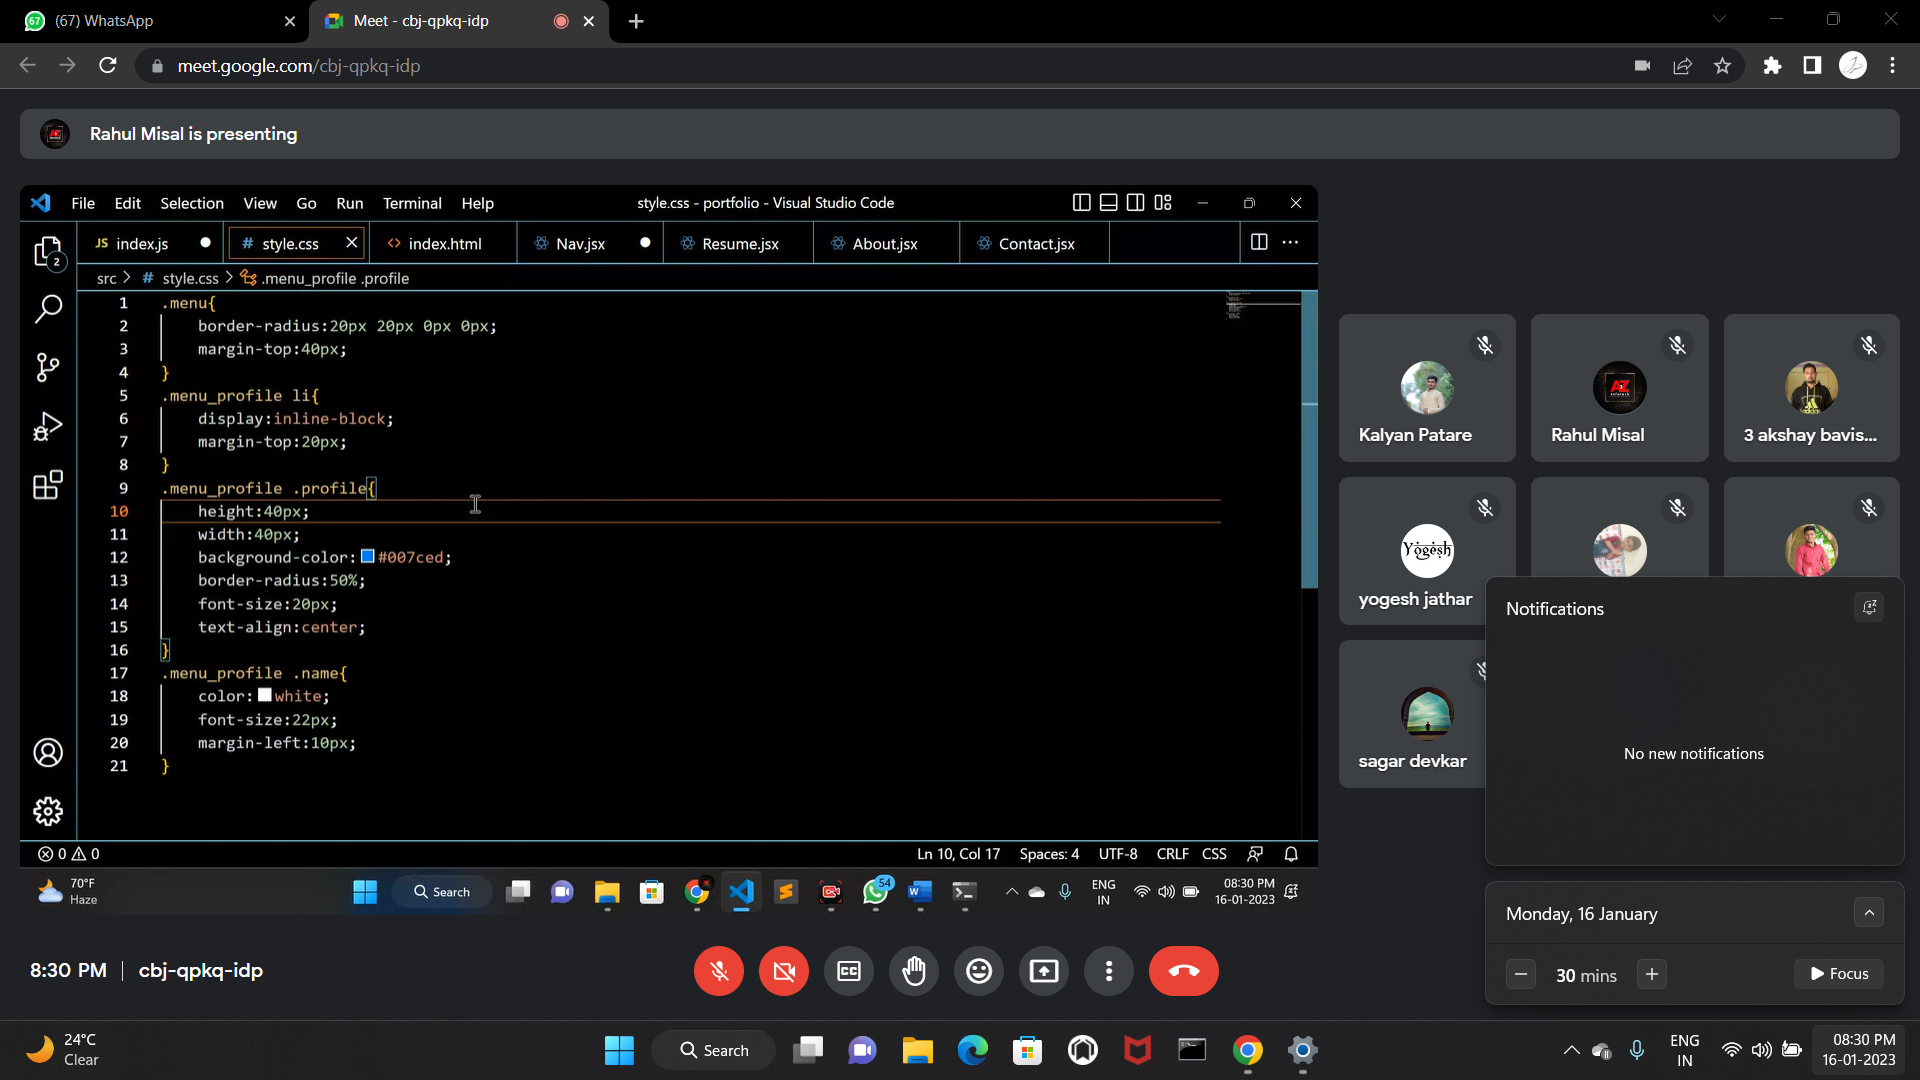 67
(67) WhatsApp
Meet - cbj-qpkq-idp
meet.google.com/cbj-qpkq-idp
Rahul Misal is presenting
File Edit Selection View Go Run Terminal Help
style.css - portfolio - Visual Studio Code
2
JS index.js
# style.css
<> index.html
Nav.jsx
Resume.jsx
About.jsx
Contact.jsx
src > # style.css > .menu_profile .profile
1 .menu{
2 border-radius:20px 20px 0px 0px;
3 margin-top:40px;
4 }
5 .menu_profile li{
6 display:inline-block;
7 margin-top:20px;
8 }
9 .menu_profile .profile{
10 height:40px;
11 width:40px;
12 background-color:#007ced;
13 border-radius:50%;
14 font-size:20px;
15 text-align:center;
16 }
17 .menu_profile .name{
18 color:white;
19 font-size:22px;
20 margin-left:10px;
21 }
0 0
Ln 10, Col 17 Spaces: 4 UTF-8 CRLF CSS
70°F
Haze
Search
54
ENG
IN
08:30 PM
16-01-2023
Kalyan Patare
Rahul Misal
3 akshay bavis...
Yogesh
yogesh jathar
sagar devkar
Notifications
No new notifications
Monday, 16 January
30 mins
Focus
8:30 PM | cbj-qpkq-idp
24°C
Clear
Search
ENG
IN
08:30 PM
16-01-2023